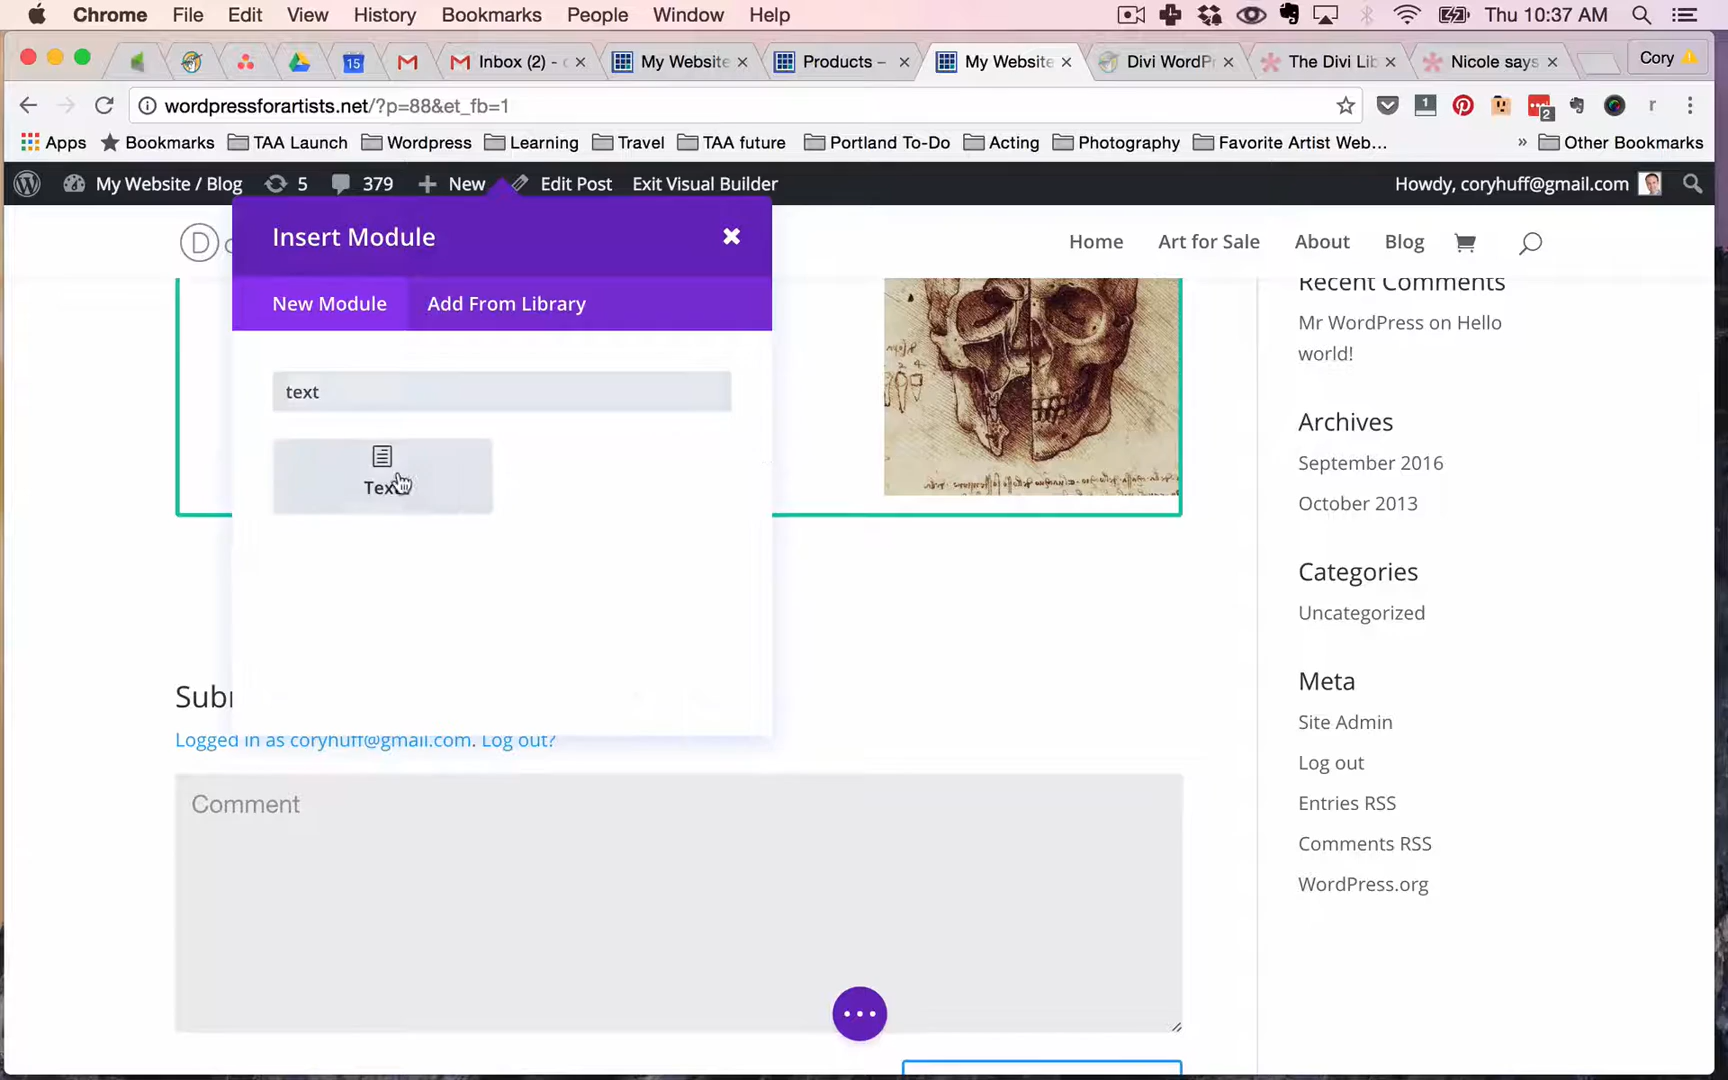 Chrome File Edit View History Bookmarks People Window Help Thu 10:37 AM
15 Inbox (2) - My Website Products – My Website Divi WordPr The Divi Lib Nicole says Cory
wordpressforartists.net/?p=88&et_fb=1 1 2 r
Apps Bookmarks TAA Launch Wordpress Learning Travel TAA future Portland To-Do Acting Photography Favorite Artist Web... » Other Bookmarks
My Website / Blog 5 379 New Edit Post Exit Visual Builder Howdy, coryhuff@gmail.com
Insert Module
D Home Art for Sale About Blog
New Module Add From Library
text
Text
Recent Comments
Mr WordPress on Hello
world!
Archives
September 2016
October 2013
Categories
Uncategorized
Meta
Site Admin
Log out
Entries RSS
Comments RSS
WordPress.org
Logged in as coryhuff@gmail.com. Log out?
Comment